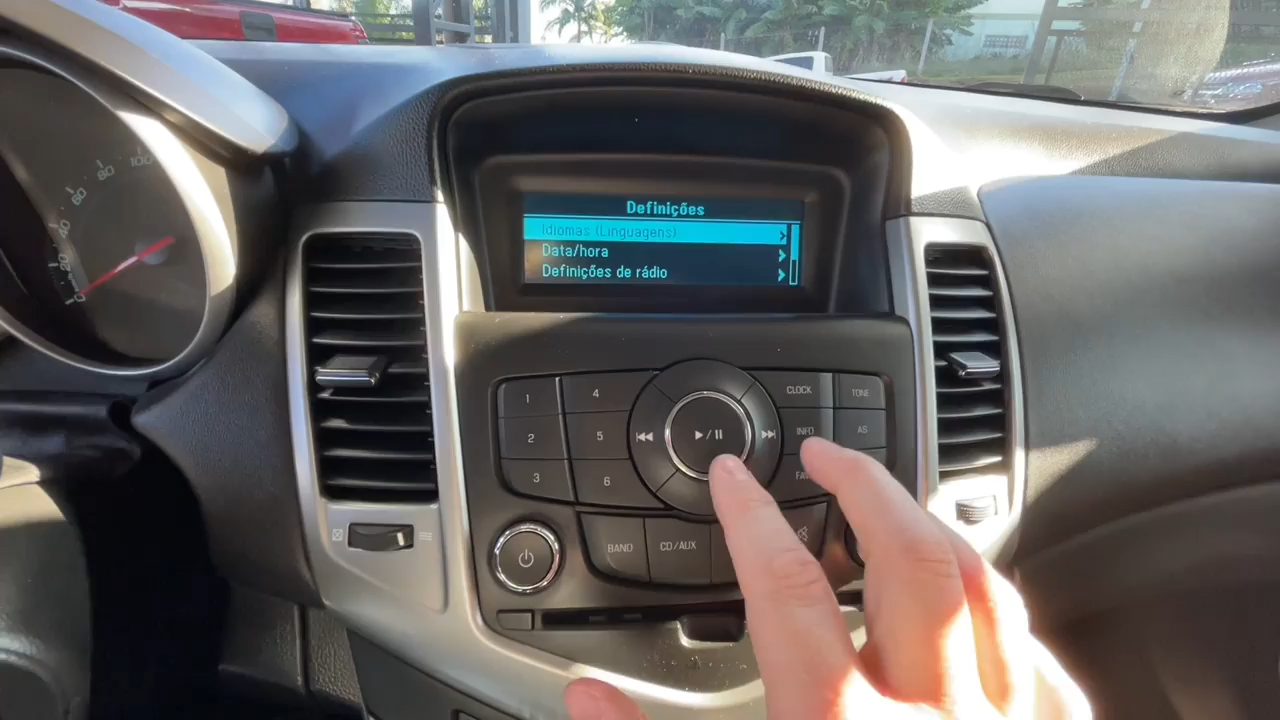 100
80
60
40
20
0
Definições
Idiomas (Linguagens)
Data/hora
Definições de rádio
1
4
CLOCK
TONE
2
5
INFO
AS
3
6
BAND
CD/AUX